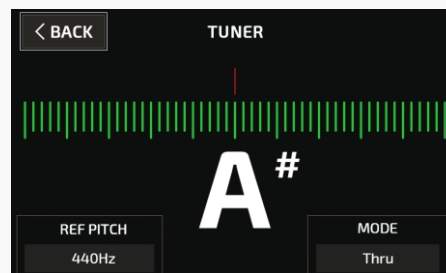 < BACK
TUNER
A#
REF PITCH
MODE
440Hz
Thru